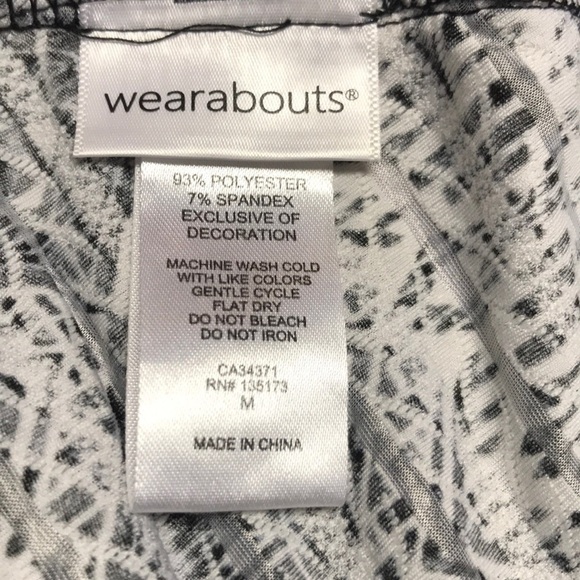 wearabouts®
93% POLYESTER
7% SPANDEX
EXCLUSIVE OF
DECORATION
MACHINE WASH COLD
WITH LIKE COLORS
GENTLE CYCLE
FLAT DRY
DO NOT BLEACH
DO NOT IRON
CA34371
RN# 135173
M
MADE IN CHINA